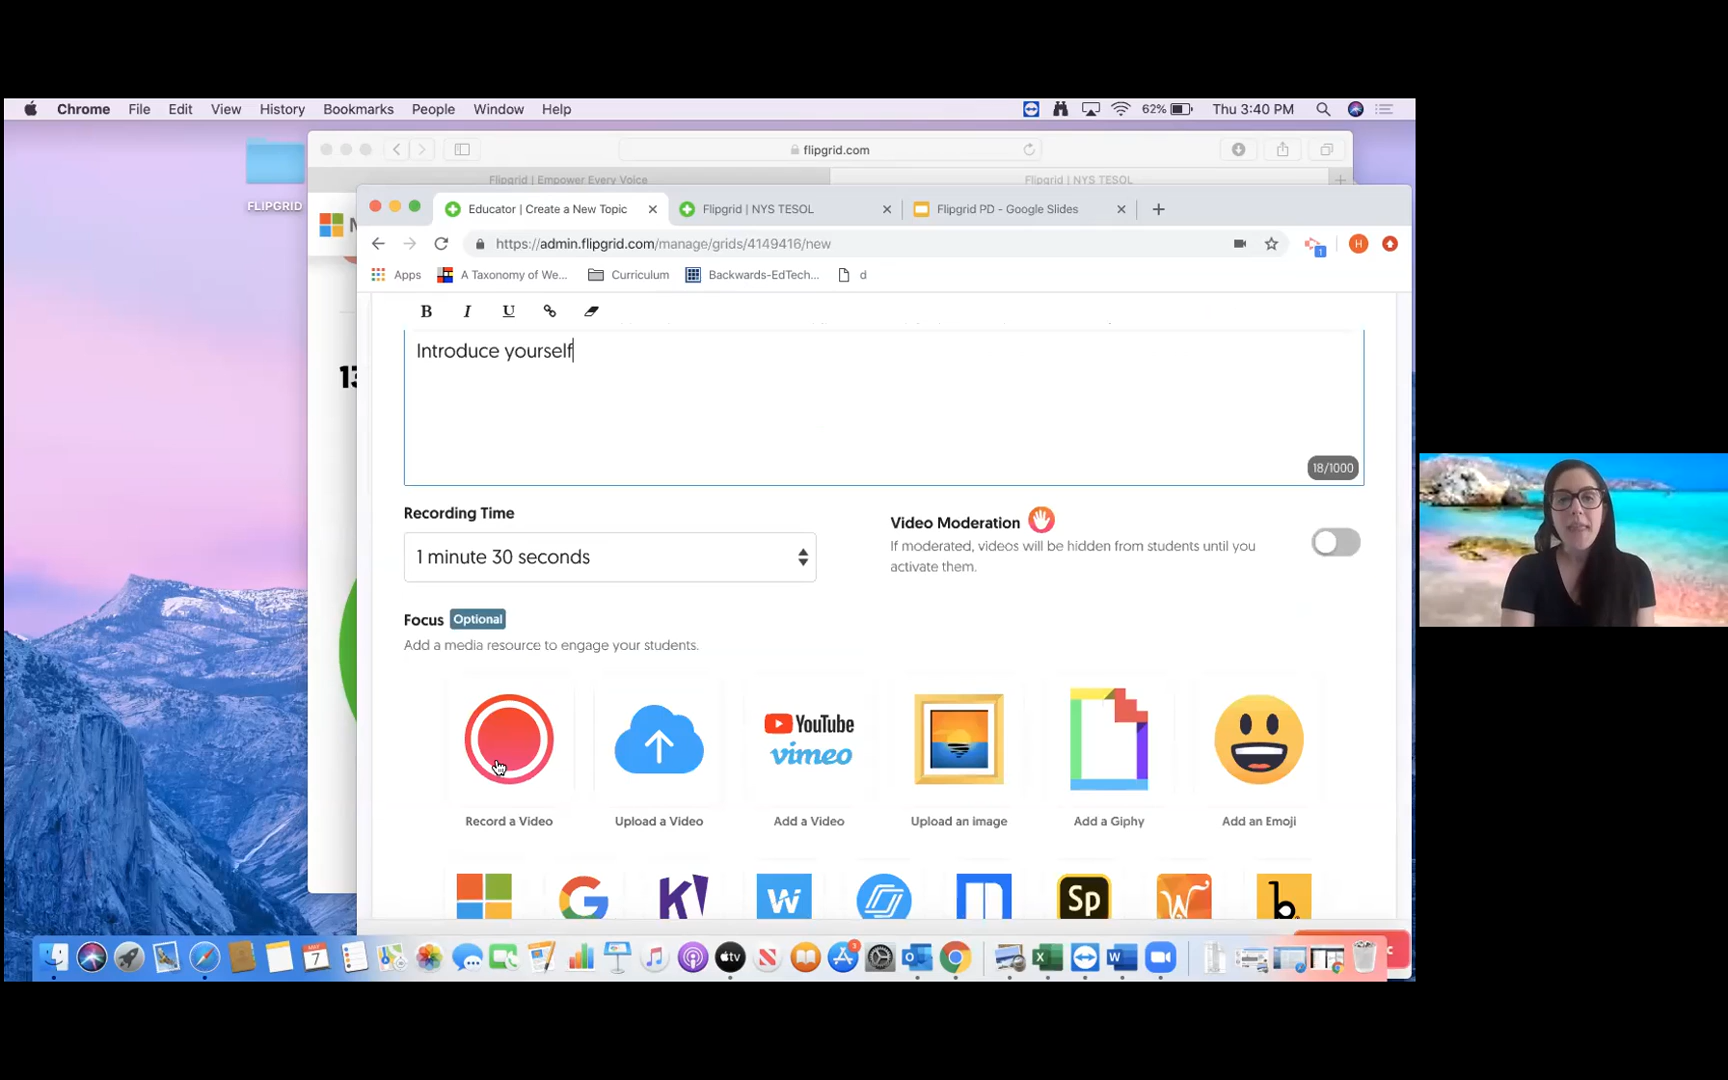 Chrome File Edit View History Bookmarks People Window Help 62% Thu 3:40 PM
flipgrid.com
Flipgrid | Empower Every Voice Flipgrid | NYS TESOL
FLIPGRID
Educator | Create a New Topic Flipgrid | NYS TESOL Flipgrid PD - Google Slides
https://admin.flipgrid.com/manage/grids/4149416/new
1 H
Apps A Taxonomy of We... Curriculum Backwards-EdTech... d
B I U
13
Introduce yourself
18/1000
Recording Time
Video Moderation
1 minute 30 seconds
If moderated, videos will be hidden from students until you
activate them.
Focus Optional
Add a media resource to engage your students.
YouTube
vimeo
Record a Video Upload a Video Add a Video Upload an image Add a Giphy Add an Emoji
G K! W Sp W b
7 tv 3 W